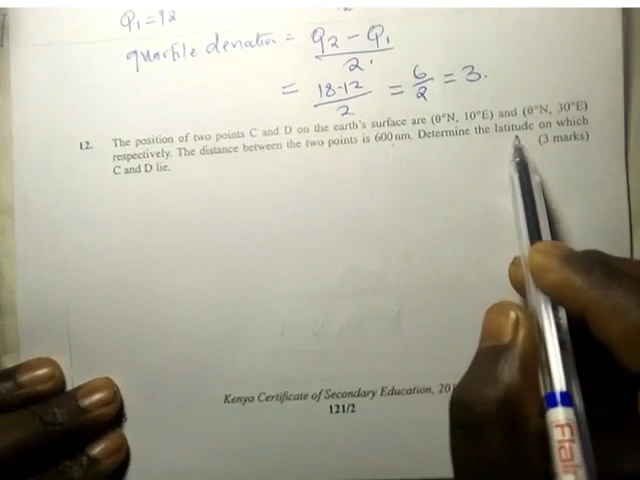 Q₁ = 12
quartile deviation = Q₂ - Q₁
2
= 18-12 = 6 = 3.
2 2
12. The position of two points C and D on the earth's surface are (θ°N, 10°E) and (θ°N, 30°E)
respectively. The distance between the two points is 600nm. Determine the latitude on which
C and D lie. (3 marks)
Kenya Certificate of Secondary Education, 20
121/2
Flair